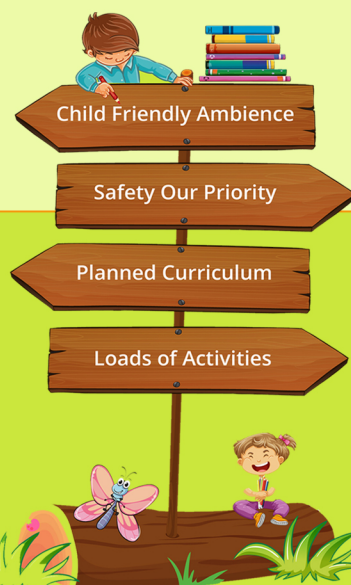 Child Friendly Ambience
Safety Our Priority
Planned Curriculum
Loads of Activities